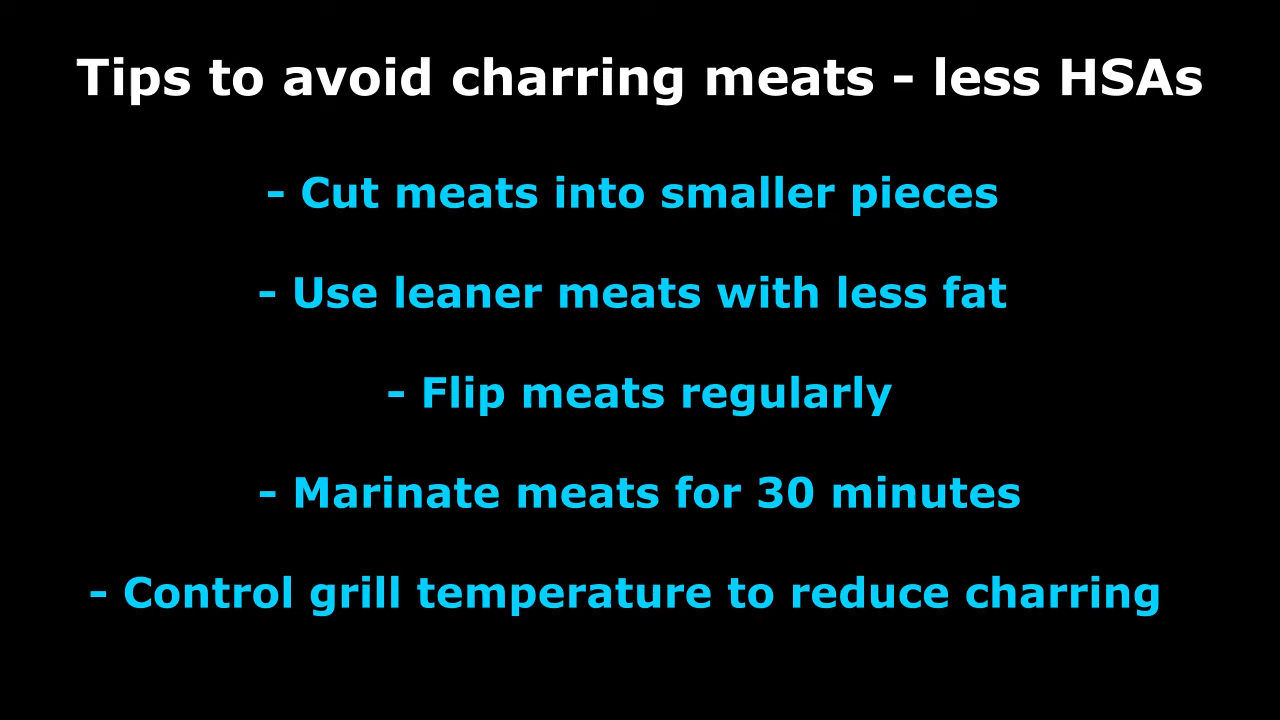 Tips to avoid charring meats - less HSAs
- Cut meats into smaller pieces
- Use leaner meats with less fat
- Flip meats regularly
- Marinate meats for 30 minutes
- Control grill temperature to reduce charring